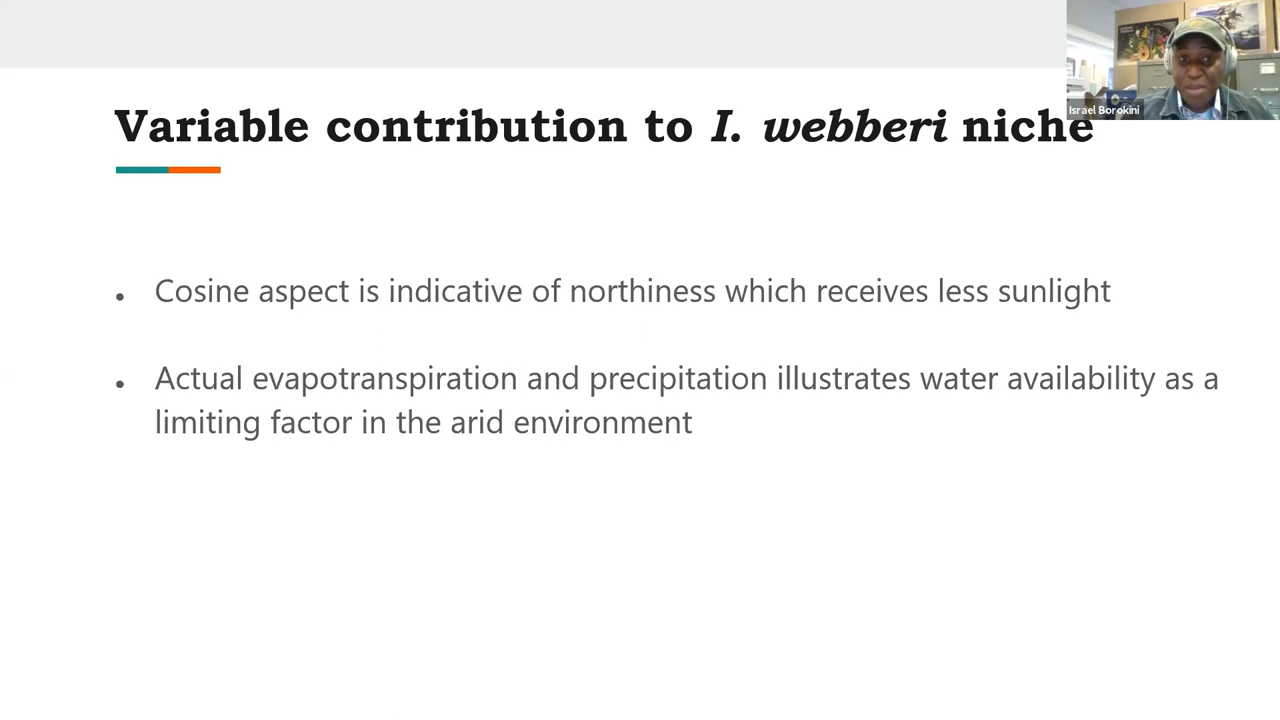 Variable contribution to I. webberi niche
Israel Borokini
• Cosine aspect is indicative of northiness which receives less sunlight
• Actual evapotranspiration and precipitation illustrates water availability as a
limiting factor in the arid environment